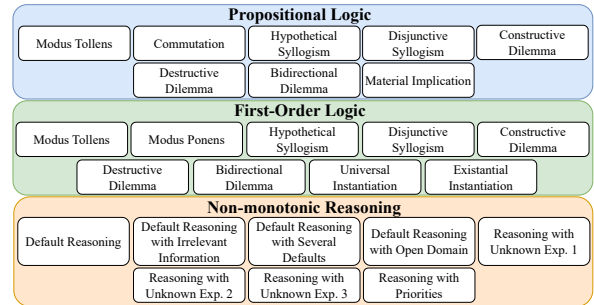 Propositional Logic
Modus Tollens
Commutation
Hypothetical
Syllogism
Disjunctive
Syllogism
Constructive
Dilemma
Destructive
Dilemma
Bidirectional
Dilemma
Material Implication
First-Order Logic
Modus Tollens
Modus Ponens
Hypothetical
Syllogism
Disjunctive
Syllogism
Constructive
Dilemma
Destructive
Dilemma
Bidirectional
Dilemma
Universal
Instantiation
Existantial
Instantiation
Non-monotonic Reasoning
Default Reasoning
Default Reasoning
with Irrelevant
Information
Default Reasoning
with Several
Defaults
Default Reasoning
with Open Domain
Reasoning with
Unknown Exp. 1
Reasoning with
Unknown Exp. 2
Reasoning with
Unknown Exp. 3
Reasoning with
Priorities